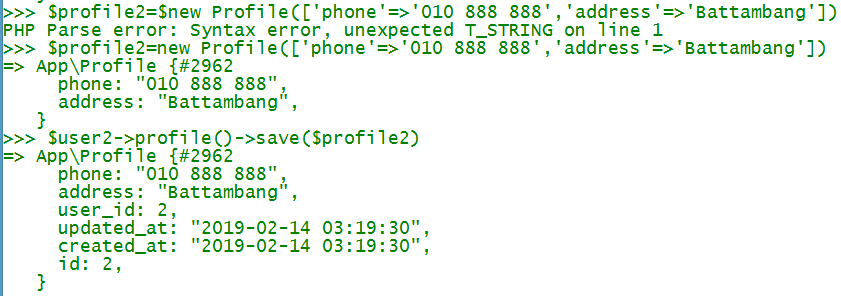 >>> $profile2=$new Profile(['phone'=>'010 888 888','address'=>'Battambang'])
PHP Parse error: Syntax error, unexpected T_STRING on line 1
>>> $profile2=new Profile(['phone'=>'010 888 888','address'=>'Battambang'])
=> App\Profile {#2962
phone: "010 888 888",
address: "Battambang",
}
>>> $user2->profile()->save($profile2)
=> App\Profile {#2962
phone: "010 888 888",
address: "Battambang",
user_id: 2,
updated_at: "2019-02-14 03:19:30",
created_at: "2019-02-14 03:19:30",
id: 2,
}